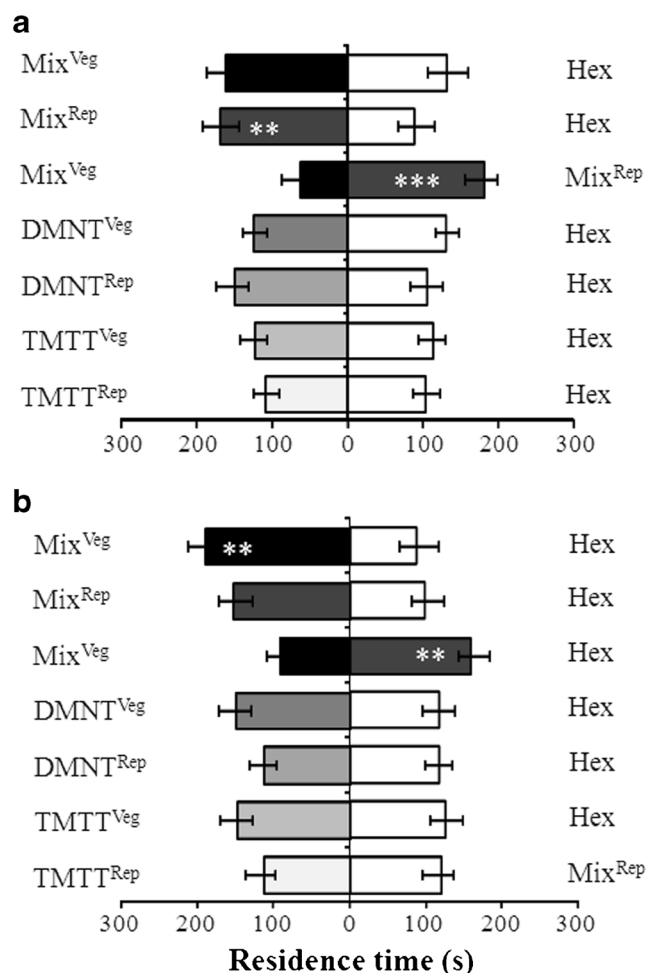 a
Mix^Veg Hex
Mix^Rep ** Hex
Mix^Veg *** Mix^Rep
DMNT^Veg Hex
DMNT^Rep Hex
TMTT^Veg Hex
TMTT^Rep Hex
300 200 100 0 100 200 300
b
Mix^Veg ** Hex
Mix^Rep Hex
Mix^Veg ** Hex
DMNT^Veg Hex
DMNT^Rep Hex
TMTT^Veg Hex
TMTT^Rep Mix^Rep
300 200 100 0 100 200 300
Residence time (s)